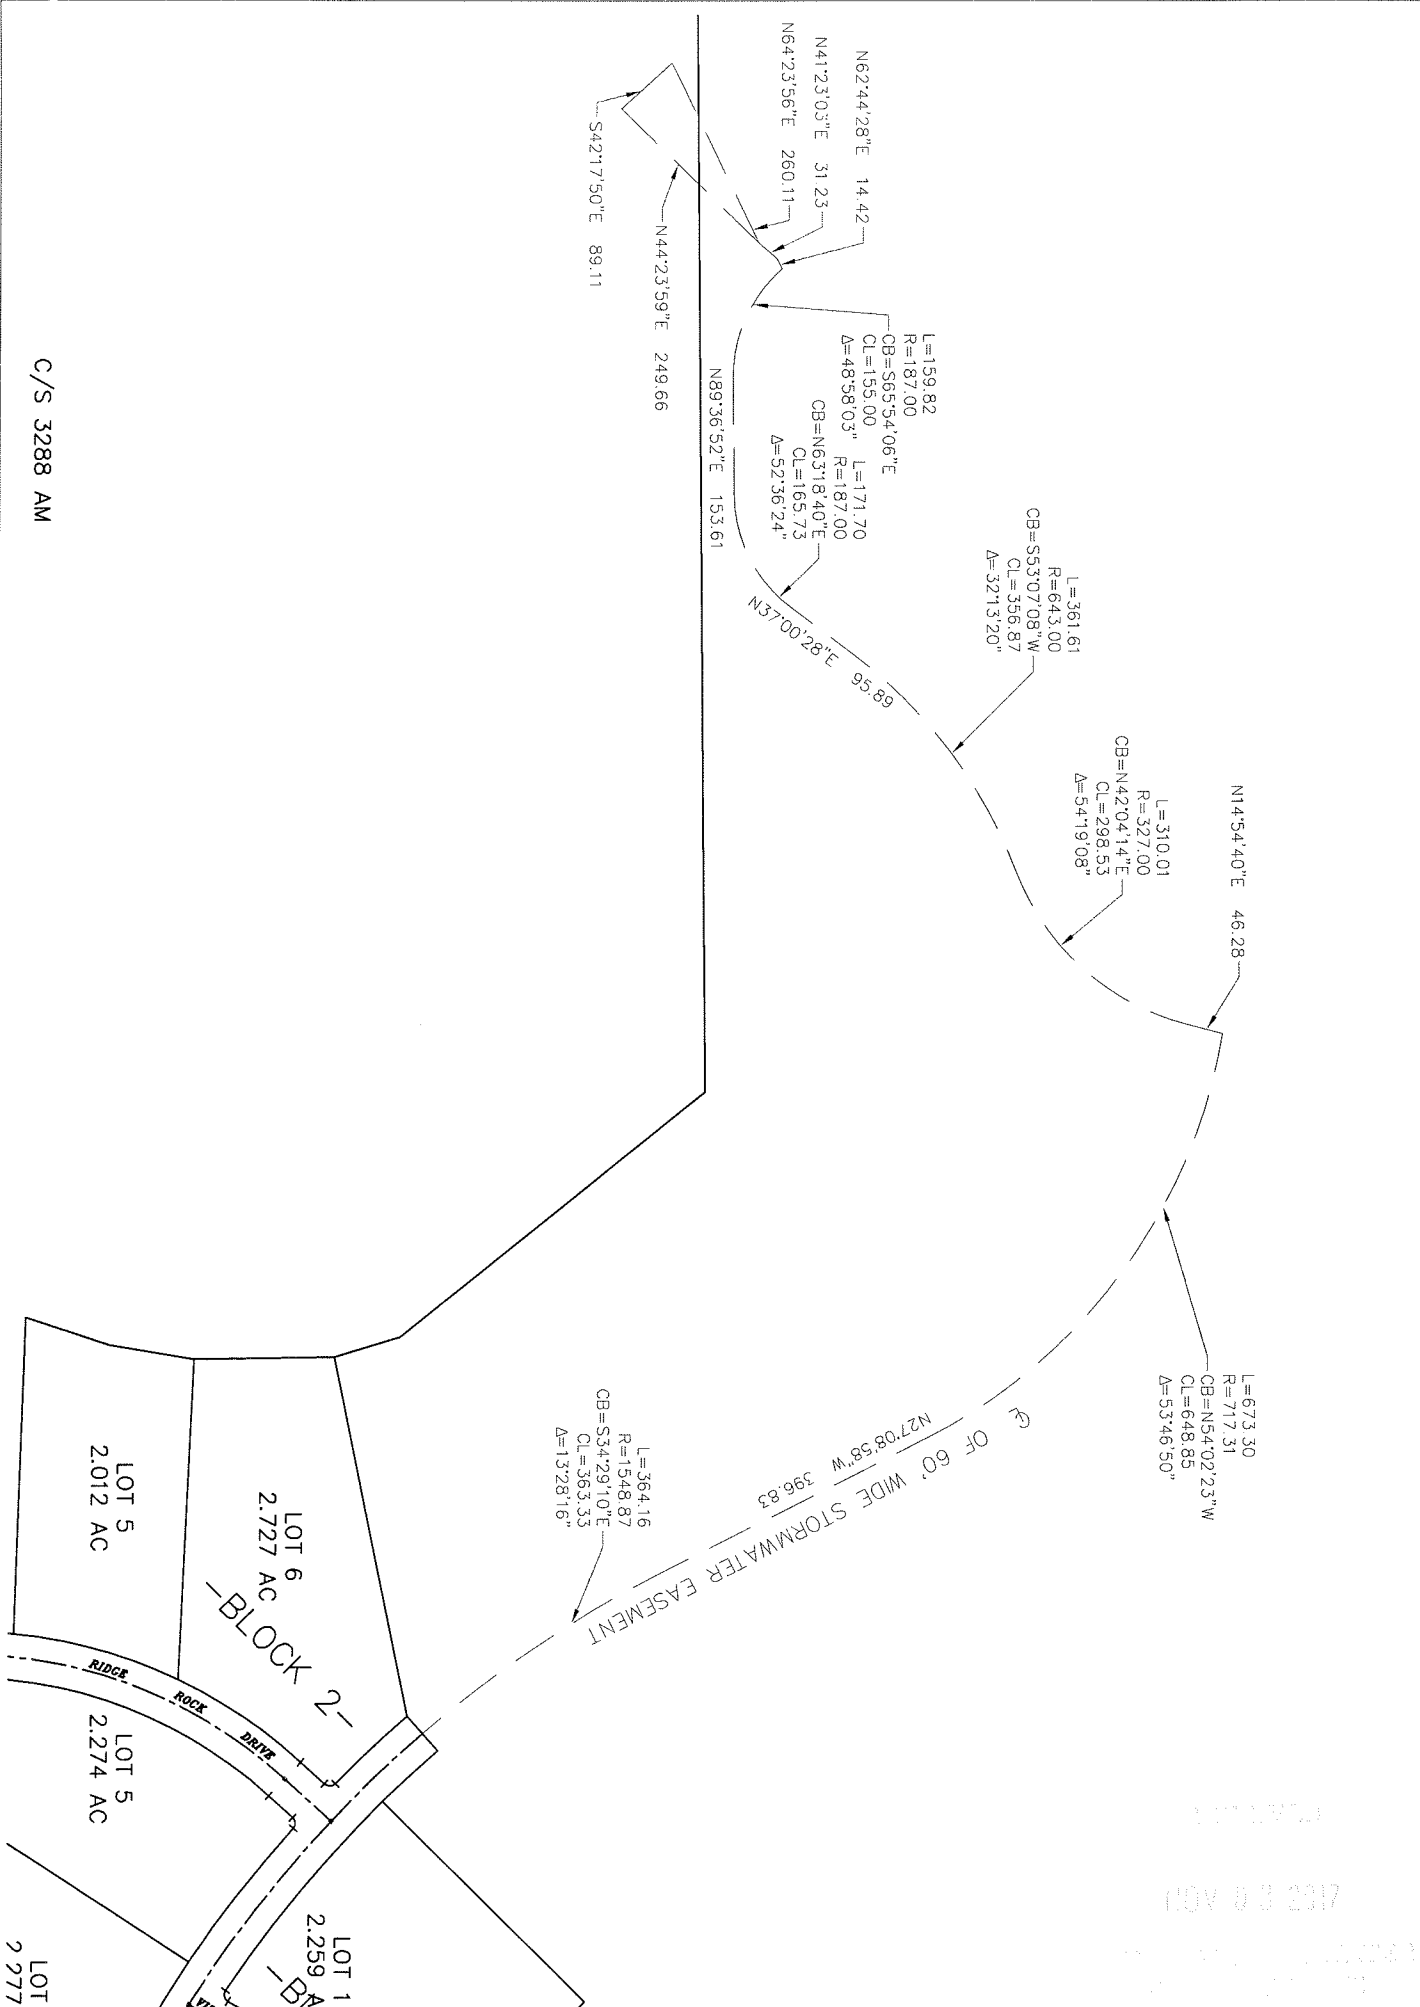 N62°44'28"E 14.42
N41°23'03"E 31.23
N64°23'56"E 260.11
S42°17'50"E 89.11
N44°23'59"E 249.66
L=159.82
R=187.00
CB=S65°54'06"E
CL=155.00
Δ=48°58'03"
L=171.70
R=187.00
CB=N63°18'40"E
CL=165.73
Δ=52°36'24"
N89°36'52"E 153.61
N37°00'28"E 95.89
L=361.61
R=643.00
CB=S53°07'08"W
CL=356.87
Δ=32°13'20"
L=310.01
R=327.00
CB=N42°04'14"E
CL=298.53
Δ=54°19'08"
N14°54'40"E 46.28
L=673.30
R=717.31
CB=N54°02'23"W
CL=648.85
Δ=53°46'50"
℄ OF 60' WIDE STORMWATER EASEMENT
N27°08'58"W 396.83
L=364.16
R=1548.87
CB=S34°29'10"E
CL=363.33
Δ=13°28'16"
C/S 3288 AM
LOT 6
2.727 AC
-BLOCK 2-
LOT 5
2.012 AC
RIDGE ROCK DRIVE
LOT 5
2.274 AC
LOT 1
2.259 A
LOT
2.277
NOV 03 2017